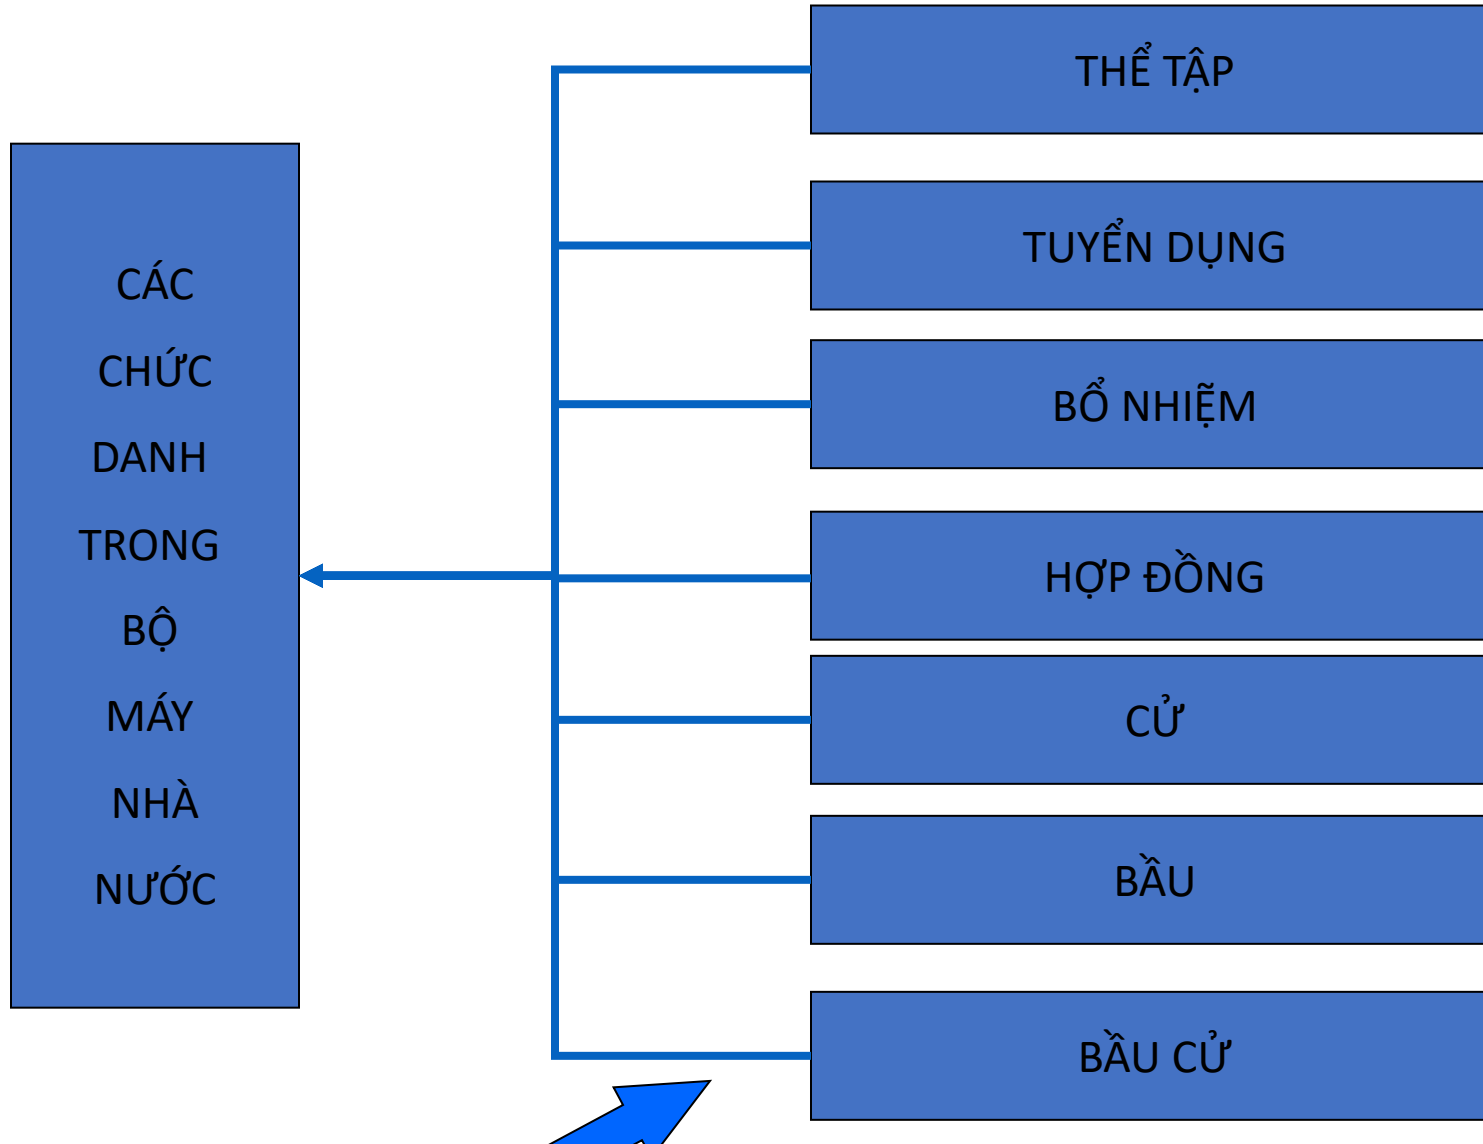 CÁC
CHỨC
DANH
TRONG
BỘ
MÁY
NHÀ
NƯỚC
THỂ TẬP
TUYỂN DỤNG
BỔ NHIỆM
HỢP ĐỒNG
CỬ
BẦU
BẦU CỬ